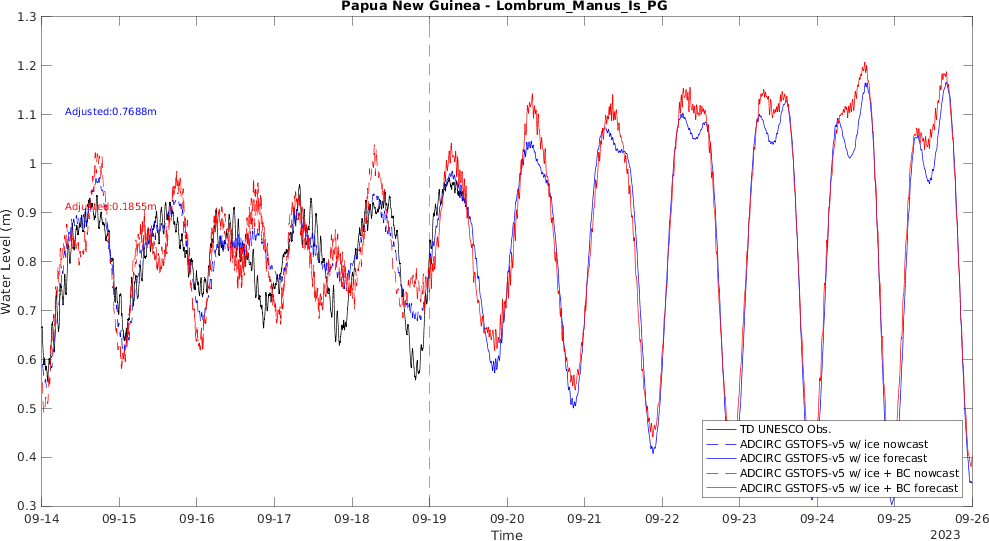 Papua New Guinea - Lombrum_Manus_Is_PG
1.3
1.2
1.1
1
0.9
0.8
0.7
0.6
0.5
0.4
0.3
Water Level (m)
Adjusted:0.7688m
Adjusted:0.1855m
TD UNESCO Obs.
ADCIRC GSTOFS-v5 w/ ice nowcast
ADCIRC GSTOFS-v5 w/ ice forecast
ADCIRC GSTOFS-v5 w/ ice + BC nowcast
ADCIRC GSTOFS-v5 w/ ice + BC forecast
09-14 09-15 09-16 09-17 09-18 09-19 09-20 09-21 09-22 09-23 09-24 09-25 09-26
Time
2023